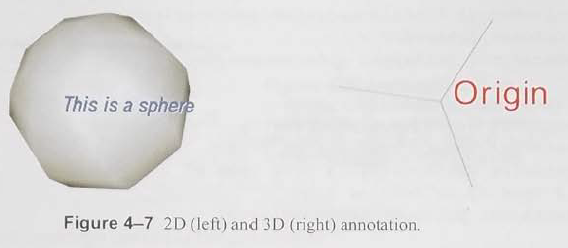 This is a sphere
Origin
Figure 4–7 2D (left) and 3D (right) annotation.